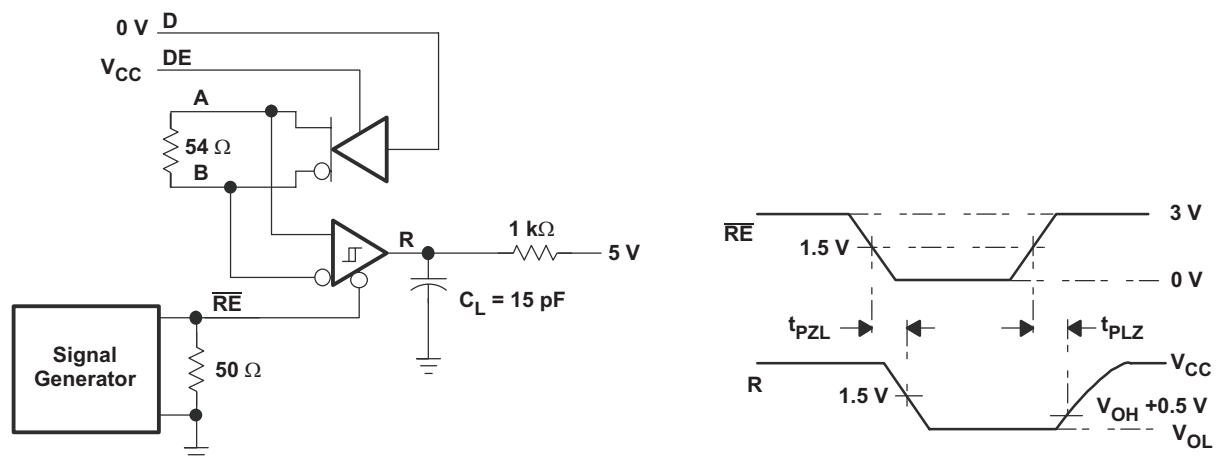 0 V D
VCC DE
A
54 Ω
B
R
1 kΩ
5 V
CL = 15 pF
RE
Signal
Generator
50 Ω
RE
3 V
1.5 V
0 V
tPZL
tPLZ
R
VCC
1.5 V
VOH +0.5 V
VOL